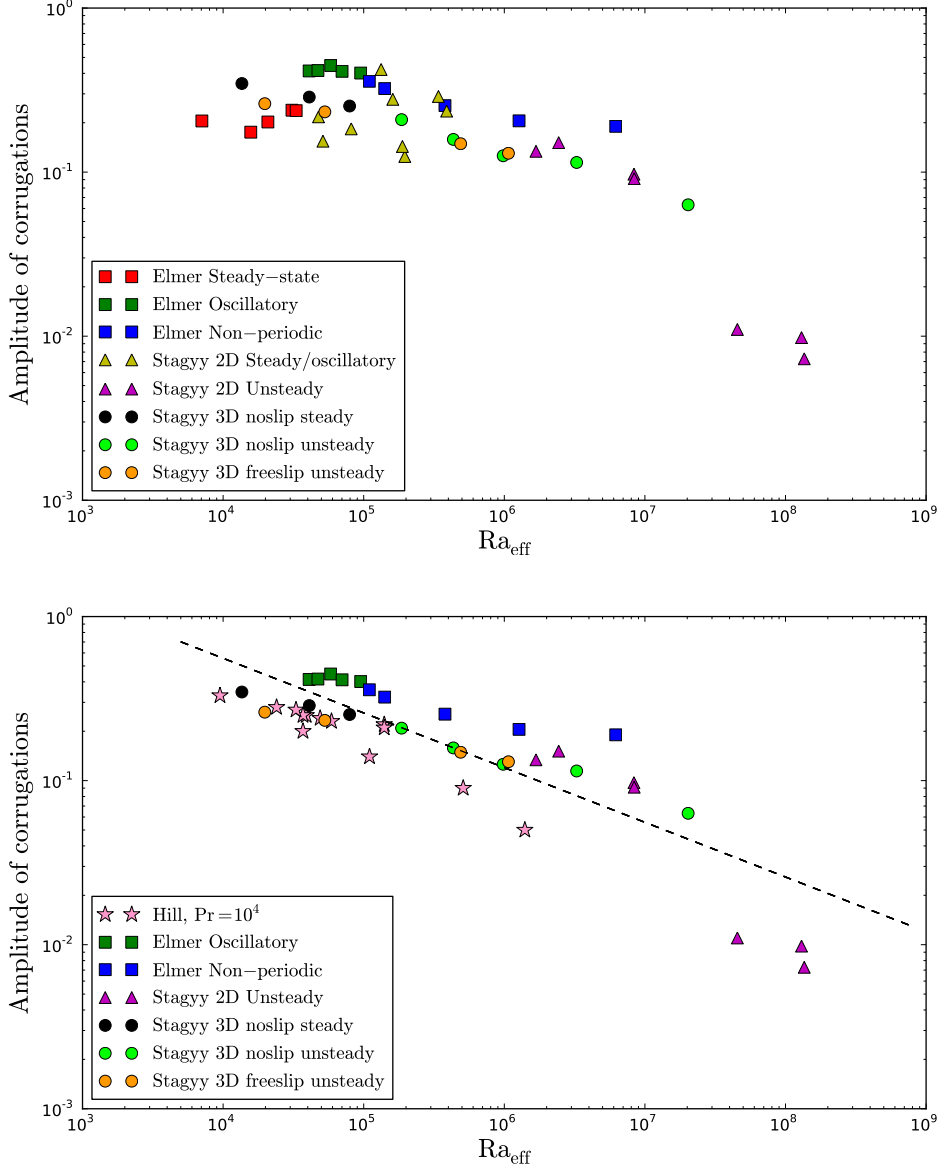 10^0
10^-1
10^-2
10^-3
Amplitude of corrugations
Elmer Steady−state
Elmer Oscillatory
Elmer Non−periodic
Stagyy 2D Steady/oscillatory
Stagyy 2D Unsteady
Stagyy 3D noslip steady
Stagyy 3D noslip unsteady
Stagyy 3D freeslip unsteady
10^3 10^4 10^5 10^6 10^7 10^8 10^9
Ra_eff
10^0
10^-1
10^-2
10^-3
Amplitude of corrugations
Hill, Pr=10^4
Elmer Oscillatory
Elmer Non−periodic
Stagyy 2D Unsteady
Stagyy 3D noslip steady
Stagyy 3D noslip unsteady
Stagyy 3D freeslip unsteady
10^3 10^4 10^5 10^6 10^7 10^8 10^9
Ra_eff